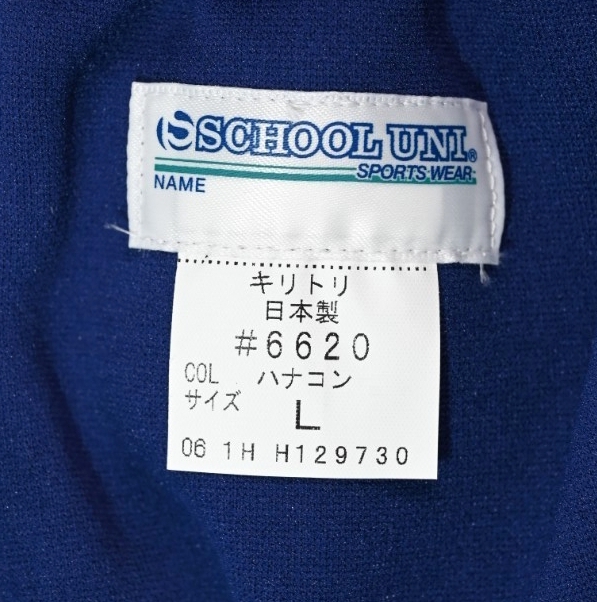 SSCHOOL UNI®
SPORTS WEAR
NAME
キリトリ
日本製
#6620
COL ハナコン
サイズ L
06 1H H129730